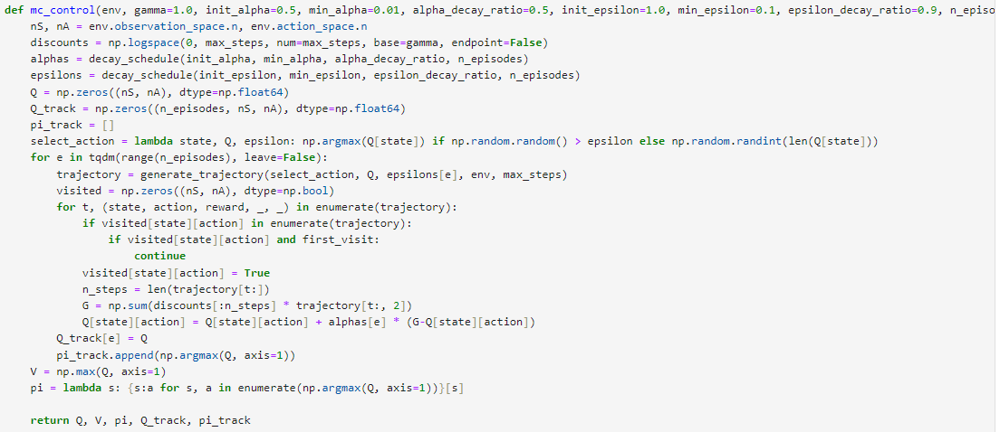 def mc_control(env, gamma=1.0, init_alpha=0.5, min_alpha=0.01, alpha_decay_ratio=0.5, init_epsilon=1.0, min_epsilon=0.1, epsilon_decay_ratio=0.9, n_episo
    nS, nA = env.observation_space.n, env.action_space.n
    discounts = np.logspace(0, max_steps, num=max_steps, base=gamma, endpoint=False)
    alphas = decay_schedule(init_alpha, min_alpha, alpha_decay_ratio, n_episodes)
    epsilons = decay_schedule(init_epsilon, min_epsilon, epsilon_decay_ratio, n_episodes)
    Q = np.zeros((nS, nA), dtype=np.float64)
    Q_track = np.zeros((n_episodes, nS, nA), dtype=np.float64)
    pi_track = []
    select_action = lambda state, Q, epsilon: np.argmax(Q[state]) if np.random.random() > epsilon else np.random.randint(len(Q[state]))
    for e in tqdm(range(n_episodes), leave=False):
        trajectory = generate_trajectory(select_action, Q, epsilons[e], env, max_steps)
        visited = np.zeros((nS, nA), dtype=np.bool)
        for t, (state, action, reward, _, _) in enumerate(trajectory):
            if visited[state][action] in enumerate(trajectory):
                if visited[state][action] and first_visit:
                    continue
            visited[state][action] = True
            n_steps = len(trajectory[t:])
            G = np.sum(discounts[:n_steps] * trajectory[t:, 2])
            Q[state][action] = Q[state][action] + alphas[e] * (G-Q[state][action])
        Q_track[e] = Q
        pi_track.append(np.argmax(Q, axis=1))
    V = np.max(Q, axis=1)
    pi = lambda s: {s:a for s, a in enumerate(np.argmax(Q, axis=1))}[s]
    return Q, V, pi, Q_track, pi_track